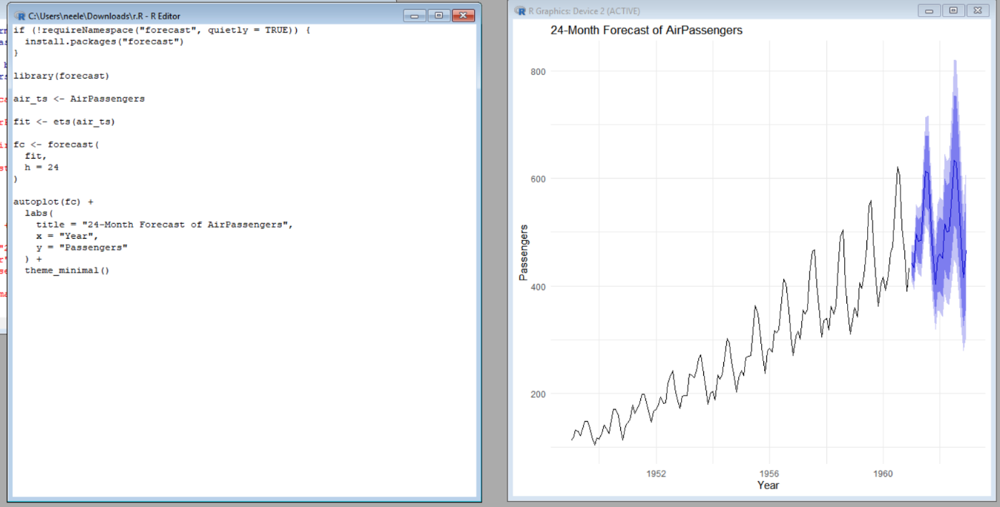 C:\Users\neele\Downloads\r.R - R Editor
if (!requireNamespace("forecast", quietly = TRUE)) {
  install.packages("forecast")
}
library(forecast)
air_ts <- AirPassengers
fit <- ets(air_ts)
fc <- forecast(
  fit,
  h = 24
)
autoplot(fc) +
  labs(
    title = "24-Month Forecast of AirPassengers",
    x = "Year",
    y = "Passengers"
  ) +
  theme_minimal()
R Graphics: Device 2 (ACTIVE)
24-Month Forecast of AirPassengers
800
600
400
200
Passengers
1952 1956 1960
Year